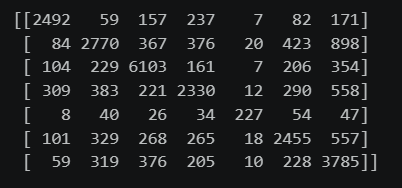 [[2492 59 157 237 7 82 171]
[ 84 2770 367 376 20 423 898]
[ 104 229 6103 161 7 206 354]
[ 309 383 221 2330 12 290 558]
[ 8 40 26 34 227 54 47]
[ 101 329 268 265 18 2455 557]
[ 59 319 376 205 10 228 3785]]